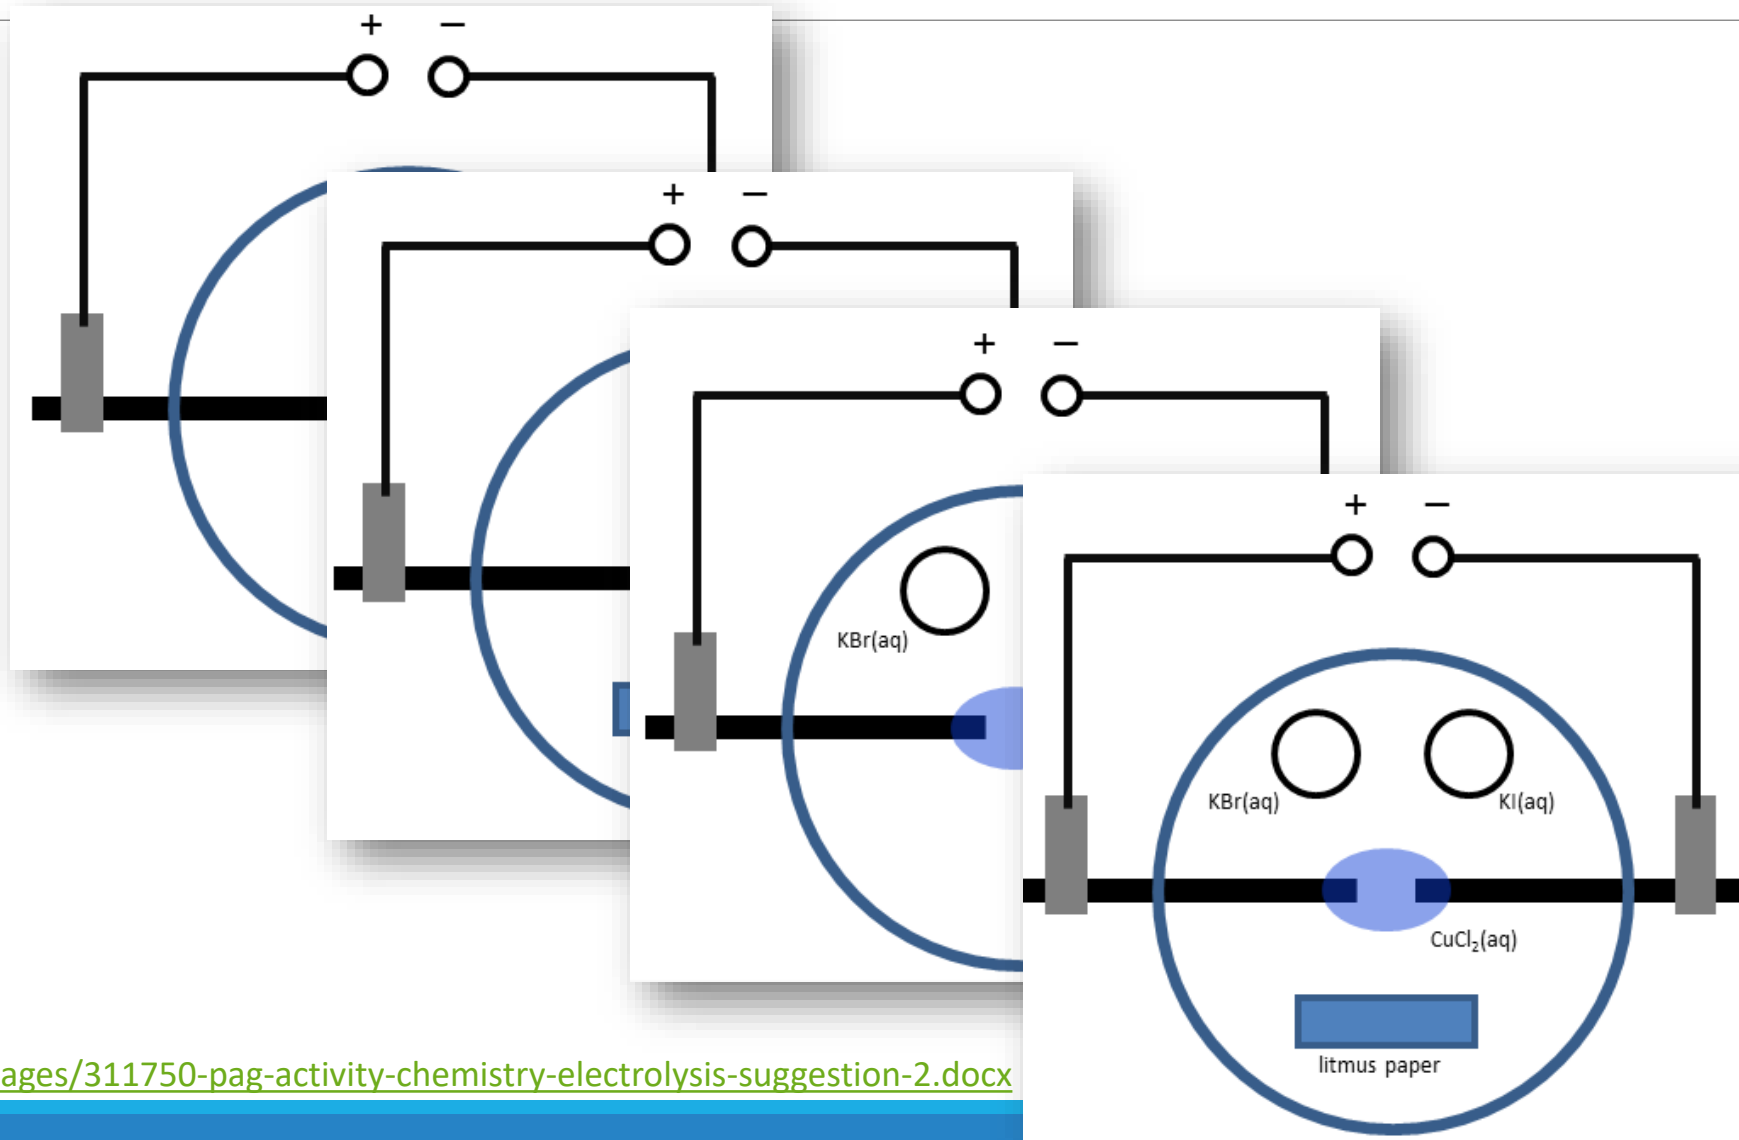 + −
+ −
+ −
KBr(aq)
+ −
KBr(aq) KI(aq)
CuCl₂(aq)
litmus paper
ages/311750-pag-activity-chemistry-electrolysis-suggestion-2.docx